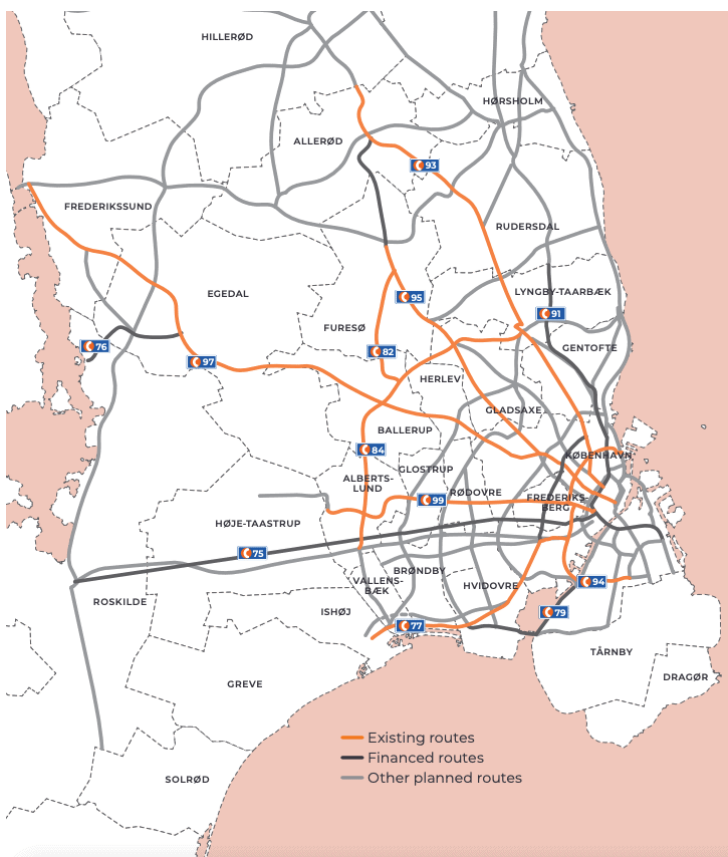 HILLERØD
HØRSHOLM
ALLERØD
93
FREDERIKSSUND
RUDERSDAL
EGEDAL
95
LYNGBY-TAARBÆK
91
FURESØ
76
82
GENTOFTE
97
HERLEV
GLADSAXE
BALLERUP
84
KØBENHAVN
GLOSTRUP
ALBERTS-
LUND
RØDOVRE
99
FREDERIKS-
BERG
HØJE-TAASTRUP
75
BRØNDBY
VALLENS-
BÆK
HVIDOVRE
94
ROSKILDE
ISHØJ
79
77
TÅRNBY
DRAGØR
GREVE
Existing routes
Financed routes
Other planned routes
SOLRØD